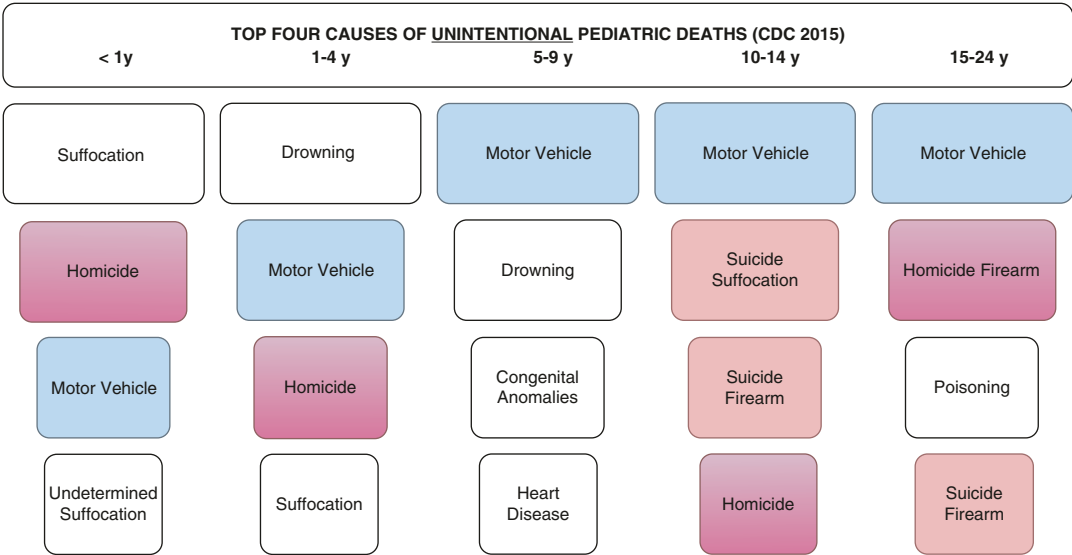 TOP FOUR CAUSES OF UNINTENTIONAL PEDIATRIC DEATHS (CDC 2015)
< 1y 1-4 y 5-9 y 10-14 y 15-24 y
Suffocation
Drowning
Motor Vehicle
Motor Vehicle
Motor Vehicle
Homicide
Motor Vehicle
Drowning
Suicide
Suffocation
Homicide Firearm
Motor Vehicle
Homicide
Congenital
Anomalies
Suicide
Firearm
Poisoning
Undetermined
Suffocation
Suffocation
Heart
Disease
Homicide
Suicide
Firearm